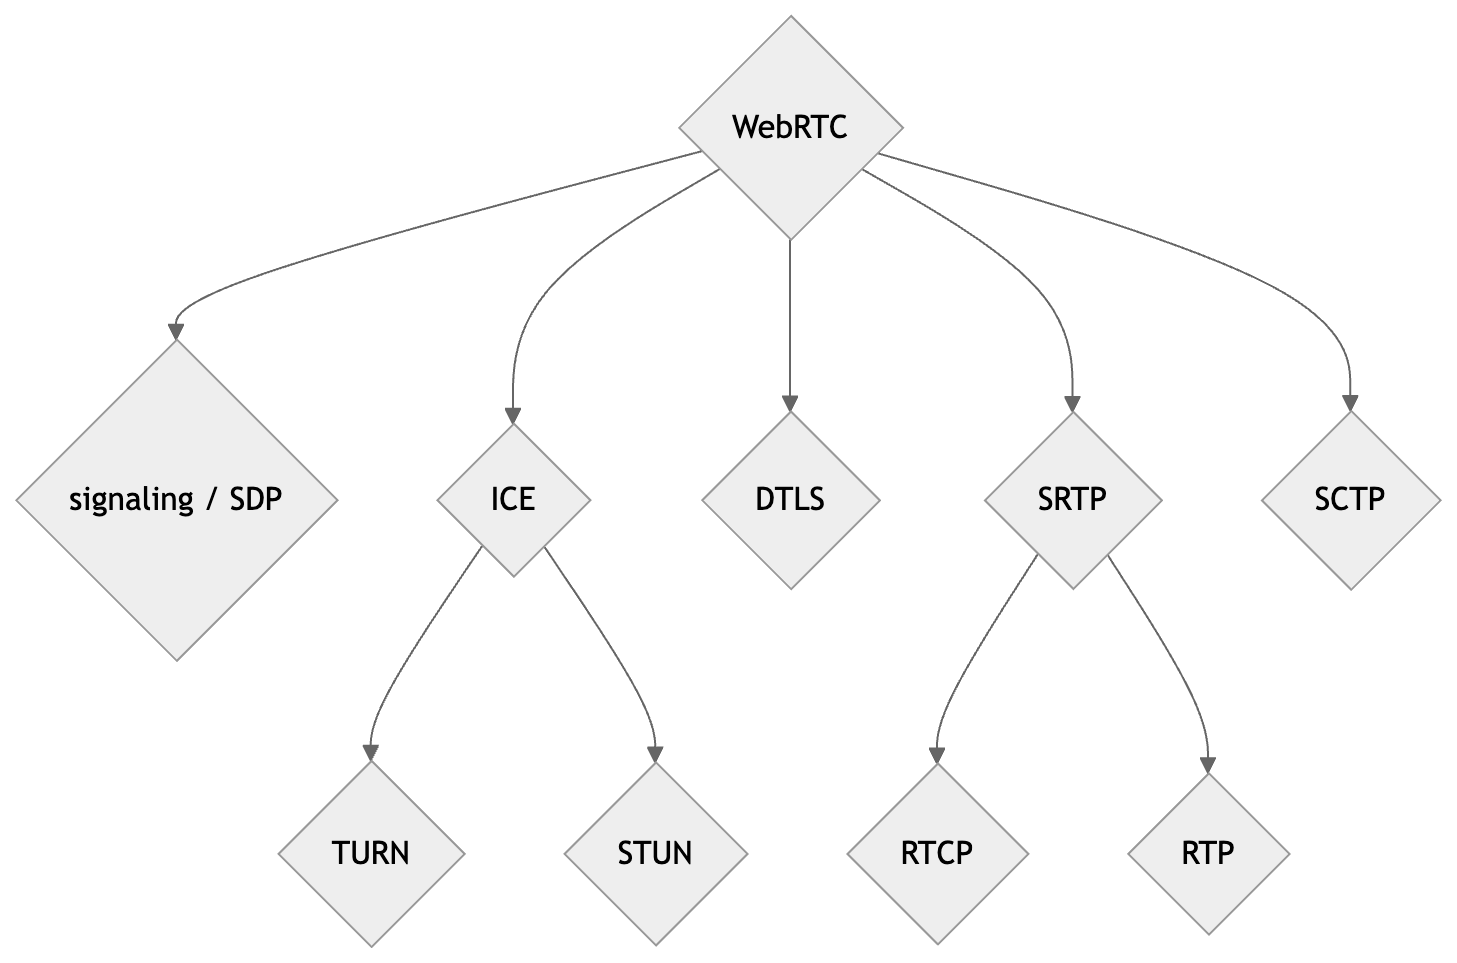 WebRTC
signaling / SDP
ICE
DTLS
SRTP
SCTP
TURN
STUN
RTCP
RTP